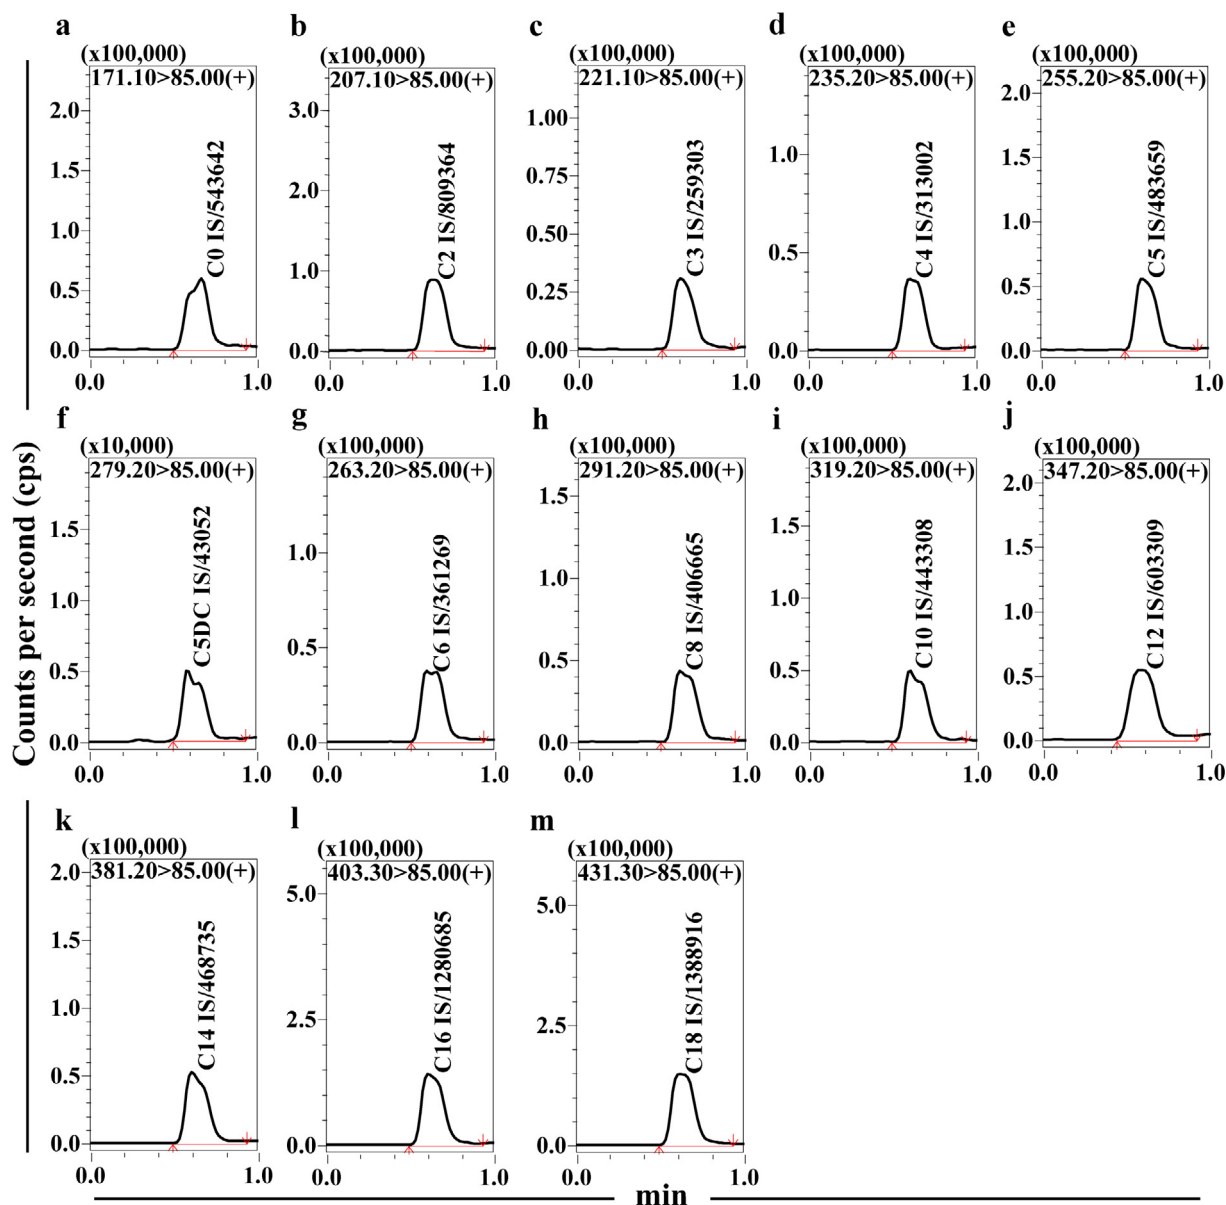 a
(x100,000)
171.10>85.00(+)
2.0
1.5
1.0
0.5
0.0
C0 IS/543642
0.0 1.0
b
(x100,000)
207.10>85.00(+)
3.0
2.0
1.0
0.0
C2 IS/809364
0.0 1.0
c
(x100,000)
221.10>85.00(+)
1.00
0.75
0.50
0.25
0.00
C3 IS/259303
0.0 1.0
d
(x100,000)
235.20>85.00(+)
1.0
0.5
0.0
C4 IS/313002
0.0 1.0
e
(x100,000)
255.20>85.00(+)
2.0
1.5
1.0
0.5
0.0
C5 IS/483659
0.0 1.0
Counts per second (cps)
f
(x10,000)
279.20>85.00(+)
1.5
1.0
0.5
0.0
C5DC IS/43052
0.0 1.0
g
(x100,000)
263.20>85.00(+)
1.0
0.5
0.0
C6 IS/361269
0.0 1.0
h
(x100,000)
291.20>85.00(+)
1.5
1.0
0.5
0.0
C8 IS/406665
0.0 1.0
i
(x100,000)
319.20>85.00(+)
1.5
1.0
0.5
0.0
C10 IS/443308
0.0 1.0
j
(x100,000)
347.20>85.00(+)
2.0
1.5
1.0
0.5
0.0
C12 IS/603309
0.0 1.0
k
(x100,000)
381.20>85.00(+)
2.0
1.5
1.0
0.5
0.0
C14 IS/468735
0.0 1.0
l
(x100,000)
403.30>85.00(+)
5.0
2.5
0.0
C16 IS/1280685
0.0 1.0
m
(x100,000)
431.30>85.00(+)
5.0
2.5
0.0
C18 IS/1388916
0.0 1.0
min